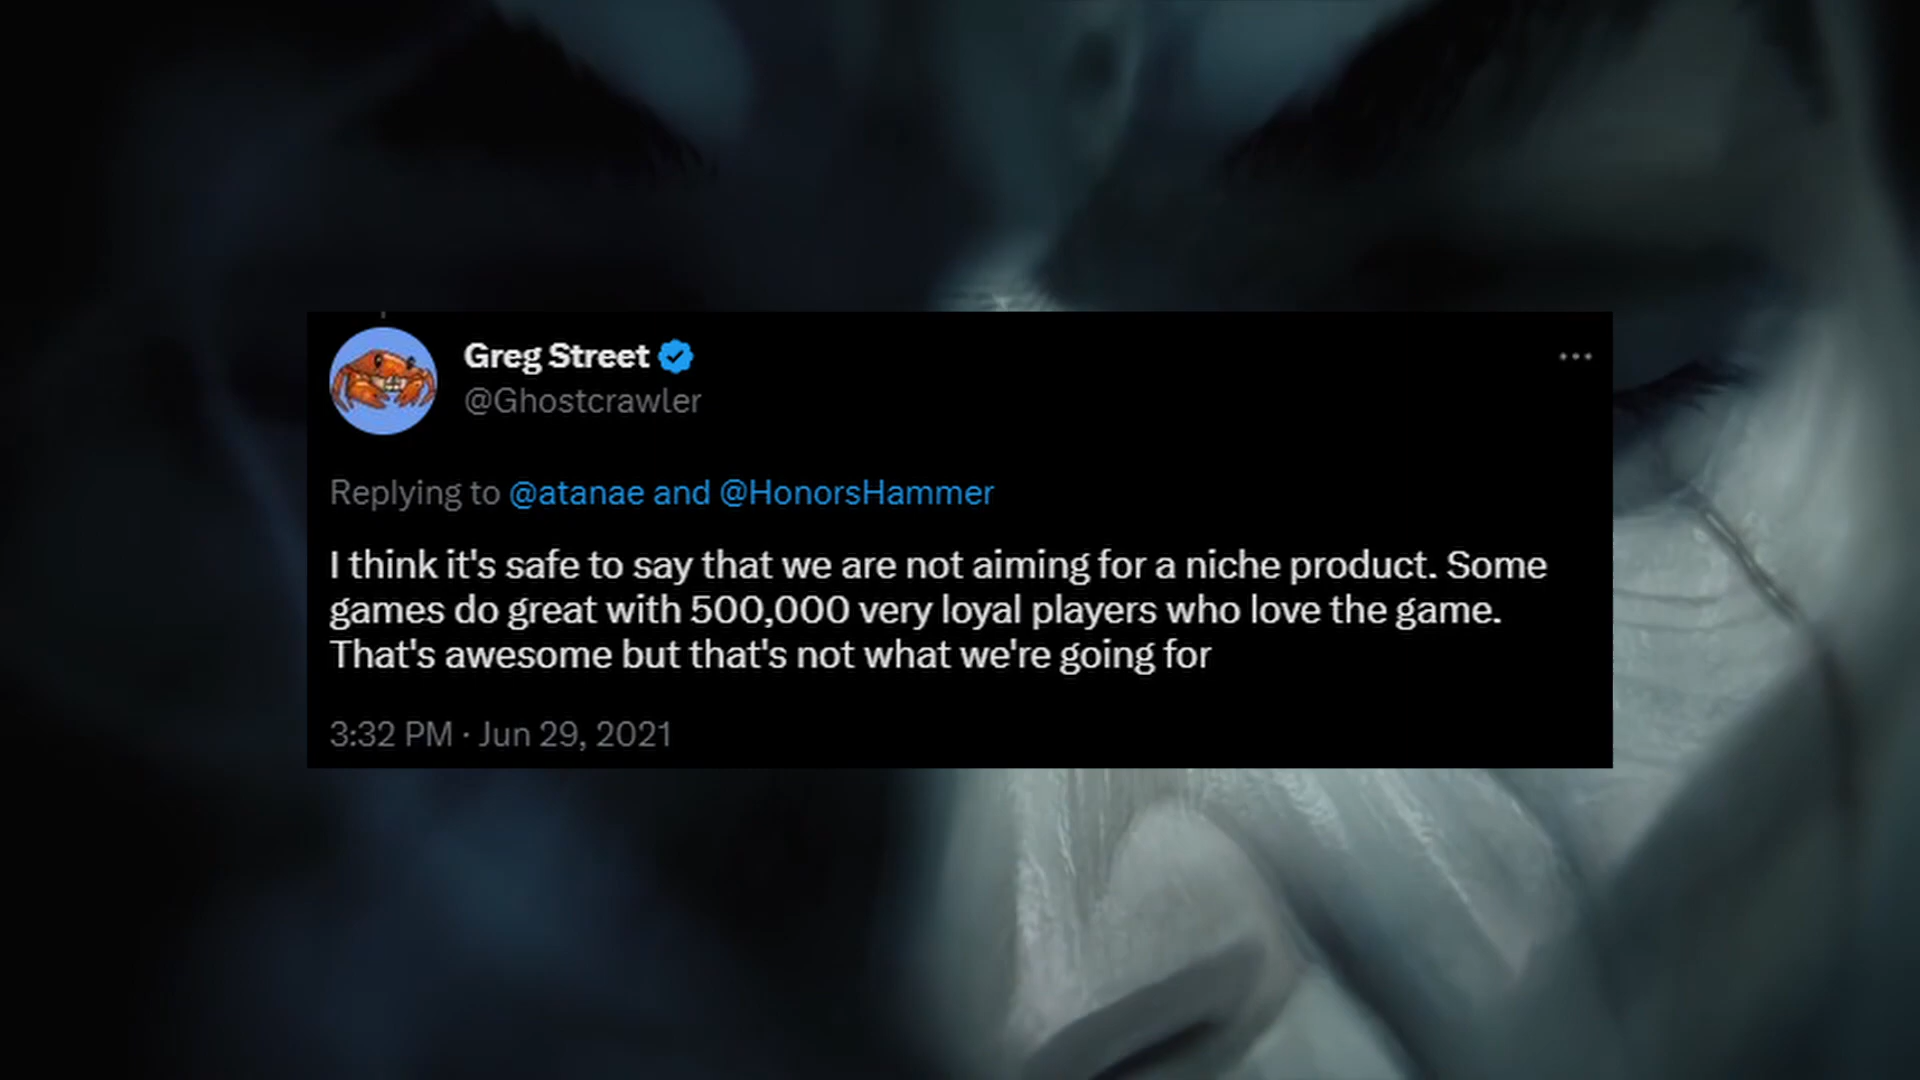 Greg Street
@Ghostcrawler
Replying to @atanae and @HonorsHammer
I think it's safe to say that we are not aiming for a niche product. Some
games do great with 500,000 very loyal players who love the game.
That's awesome but that's not what we're going for
3:32 PM · Jun 29, 2021